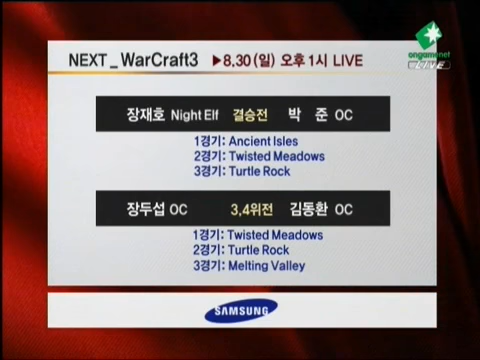 NEXT _ WarCraft3 ▶8.30 (일) 오후 1시 LIVE
ongamenet
LIVE
장재호 Night Elf 결승전 박 준 OC
1경기: Ancient Isles
2경기: Twisted Meadows
3경기: Turtle Rock
장두섭 OC 3,4위전 김동환 OC
1경기: Twisted Meadows
2경기: Turtle Rock
3경기: Melting Valley
SAMSUNG